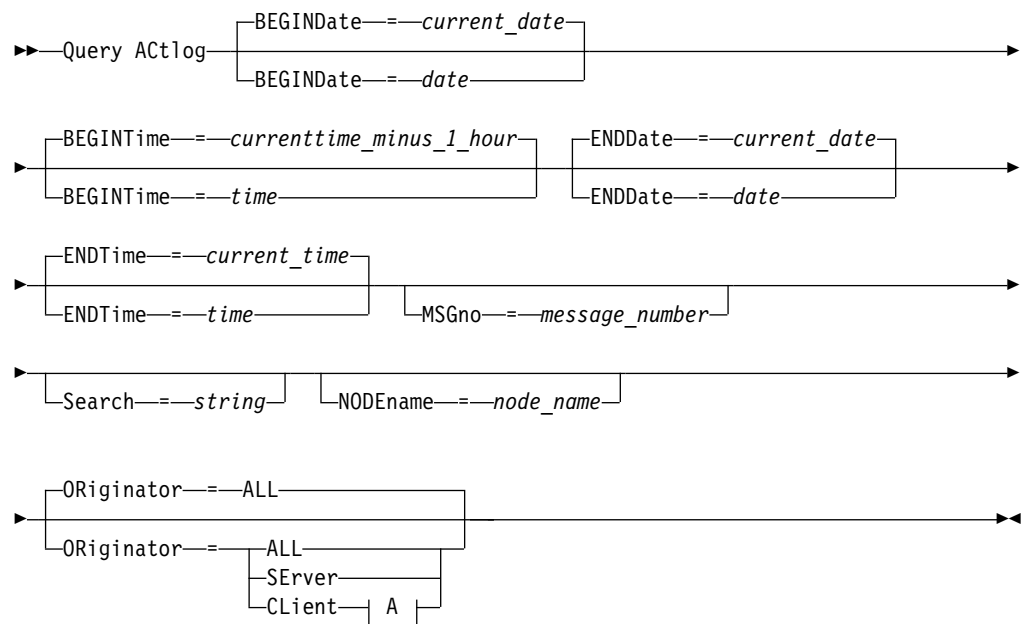 BEGINDate = current_date
Query ACtlog
BEGINDate = date
BEGINTime = currenttime_minus_1_hour ENDDate = current_date
BEGINTime = time ENDDate = date
ENDTime = current_time
ENDTime = time MSGno = message_number
Search = string NODEname = node_name
ORiginator = ALL
ORiginator = ALL
SErver
CLient A